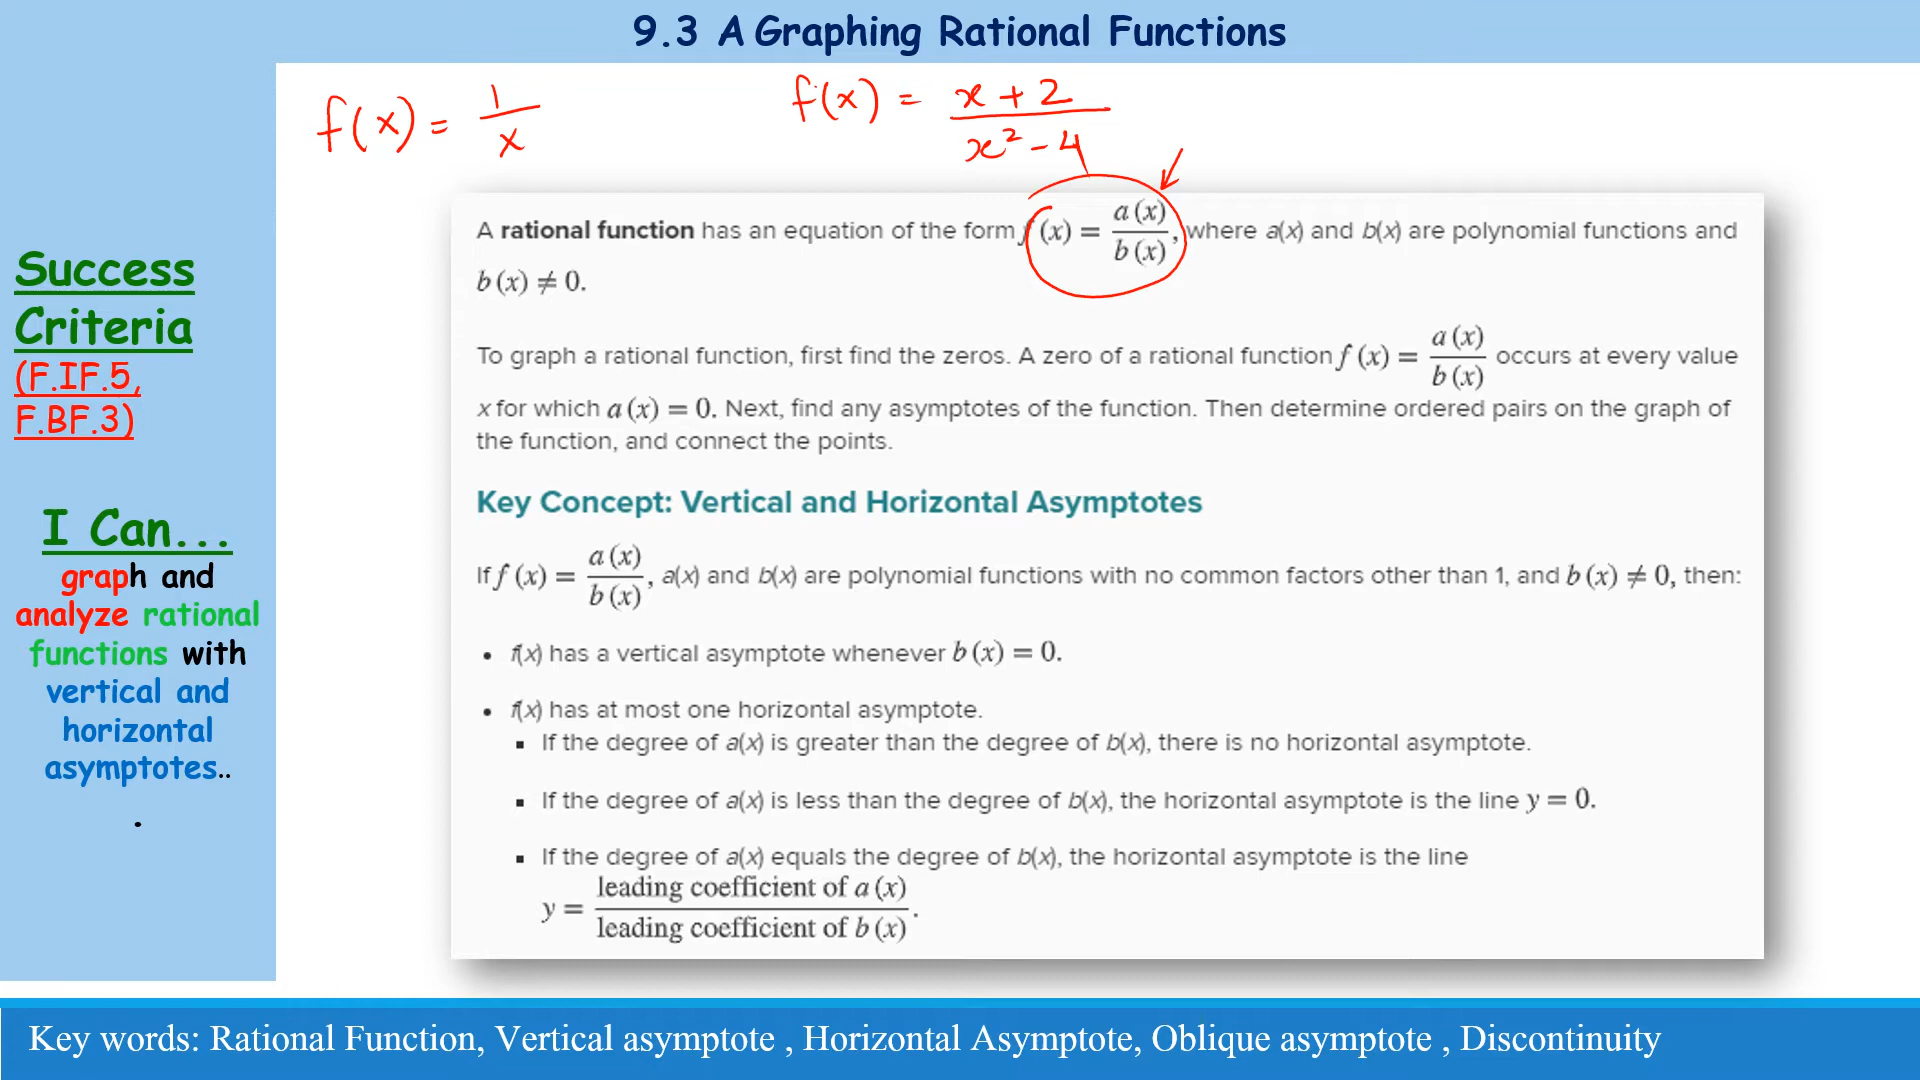 9.3 A Graphing Rational Functions
f(x) = 1/x
f(x) = x + 2 / x² - 4
Success
Criteria
(F.IF.5,
F.BF.3)
I Can...
graph and
analyze rational
functions with
vertical and
horizontal
asymptotes..
.
A rational function has an equation of the form f (x) = a (x) / b (x), where a(x) and b(x) are polynomial functions and
b (x) ≠ 0.
To graph a rational function, first find the zeros. A zero of a rational function f (x) = a (x) / b (x) occurs at every value
x for which a (x) = 0. Next, find any asymptotes of the function. Then determine ordered pairs on the graph of
the function, and connect the points.
Key Concept: Vertical and Horizontal Asymptotes
If f (x) = a (x) / b (x), a(x) and b(x) are polynomial functions with no common factors other than 1, and b (x) ≠ 0, then:
• f(x) has a vertical asymptote whenever b (x) = 0.
• f(x) has at most one horizontal asymptote.
▪ If the degree of a(x) is greater than the degree of b(x), there is no horizontal asymptote.
▪ If the degree of a(x) is less than the degree of b(x), the horizontal asymptote is the line y = 0.
▪ If the degree of a(x) equals the degree of b(x), the horizontal asymptote is the line
y = leading coefficient of a (x) / leading coefficient of b (x).
Key words: Rational Function, Vertical asymptote , Horizontal Asymptote, Oblique asymptote , Discontinuity